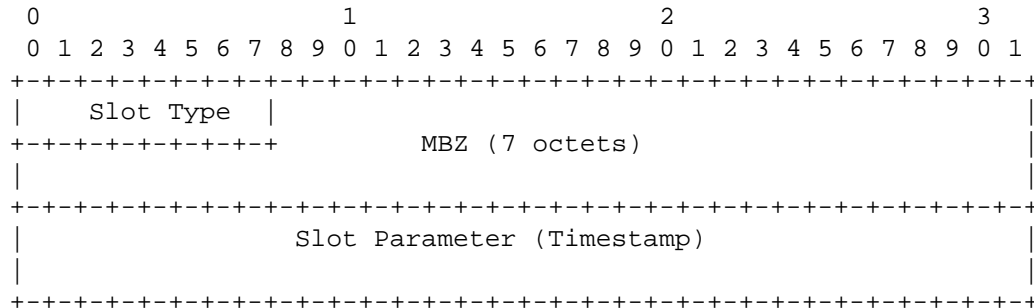 0                   1                   2                   3
0 1 2 3 4 5 6 7 8 9 0 1 2 3 4 5 6 7 8 9 0 1 2 3 4 5 6 7 8 9 0 1
+-+-+-+-+-+-+-+-+-+-+-+-+-+-+-+-+-+-+-+-+-+-+-+-+-+-+-+-+-+-+-+-+
|    Slot Type  |                                               |
+-+-+-+-+-+-+-+-+         MBZ (7 octets)                        |
|                                                               |
+-+-+-+-+-+-+-+-+-+-+-+-+-+-+-+-+-+-+-+-+-+-+-+-+-+-+-+-+-+-+-+-+
|                 Slot Parameter (Timestamp)                    |
|                                                               |
+-+-+-+-+-+-+-+-+-+-+-+-+-+-+-+-+-+-+-+-+-+-+-+-+-+-+-+-+-+-+-+-+